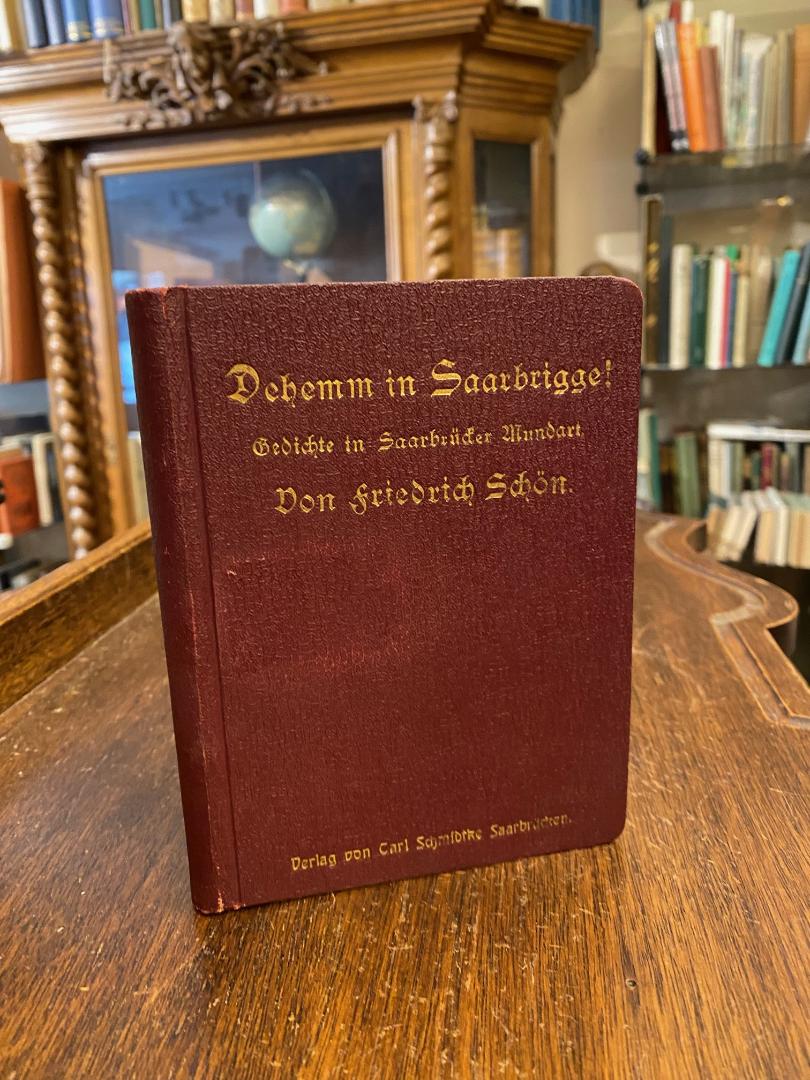 Dehemm in Saarbrigge!
Gedichte in Saarbrücker Mundart
Von Friedrich Schön.
Verlag von Carl Schmidtke Saarbrücken.